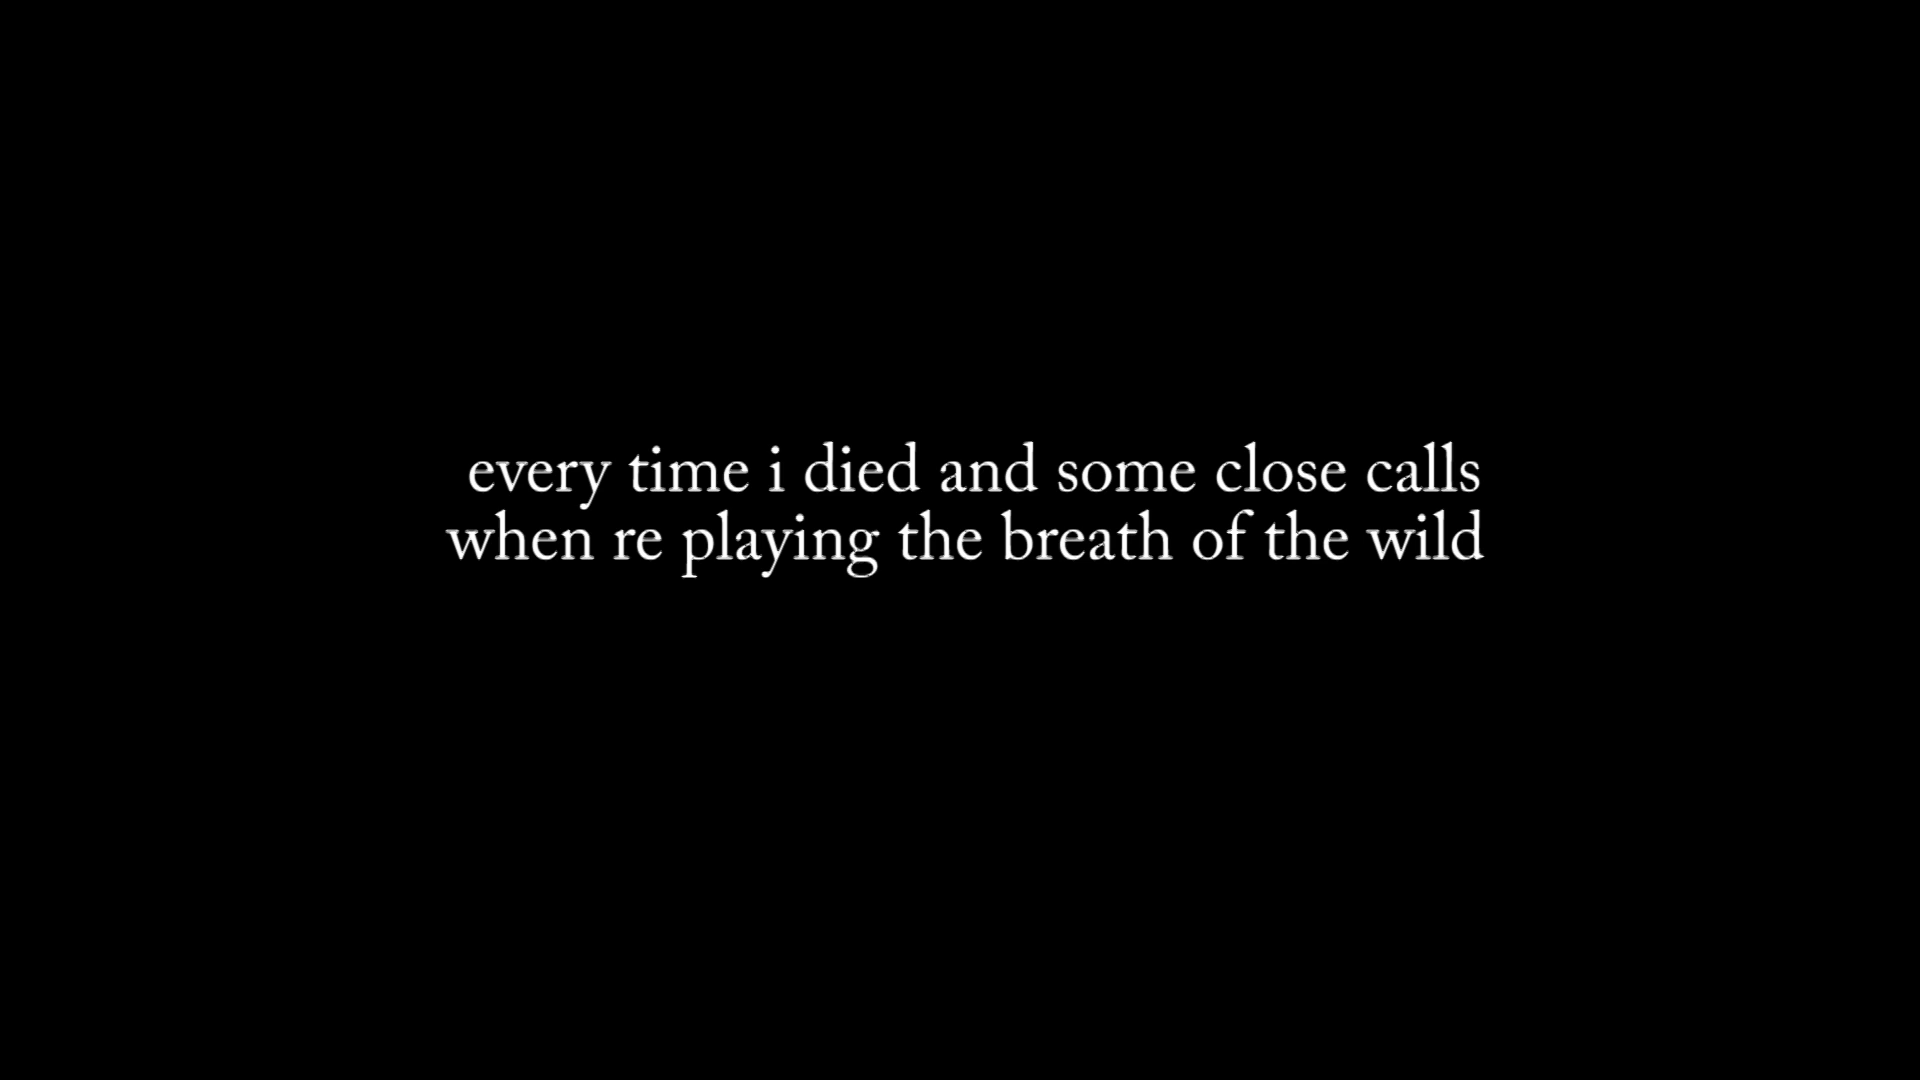 every time i died and some close calls
when re playing the breath of the wild